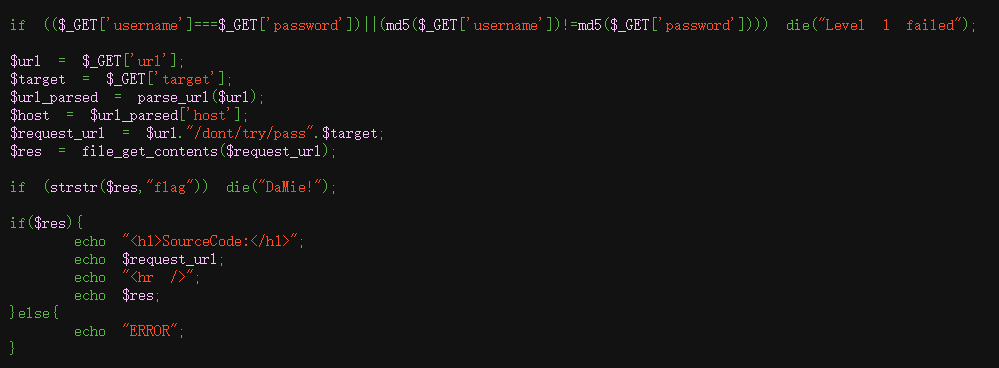 if (($_GET['username']===$_GET['password'])||(md5($_GET['username'])!=md5($_GET['password']))) die("Level 1 failed");
$url = $_GET['url'];
$target = $_GET['target'];
$url_parsed = parse_url($url);
$host = $url_parsed['host'];
$request_url = $url."/dont/try/pass".$target;
$res = file_get_contents($request_url);
if (strstr($res,"flag")) die("DaMie!");
if($res){
echo "<h1>SourceCode:</h1>";
echo $request_url;
echo "<hr />";
echo $res;
}else{
echo "ERROR";
}